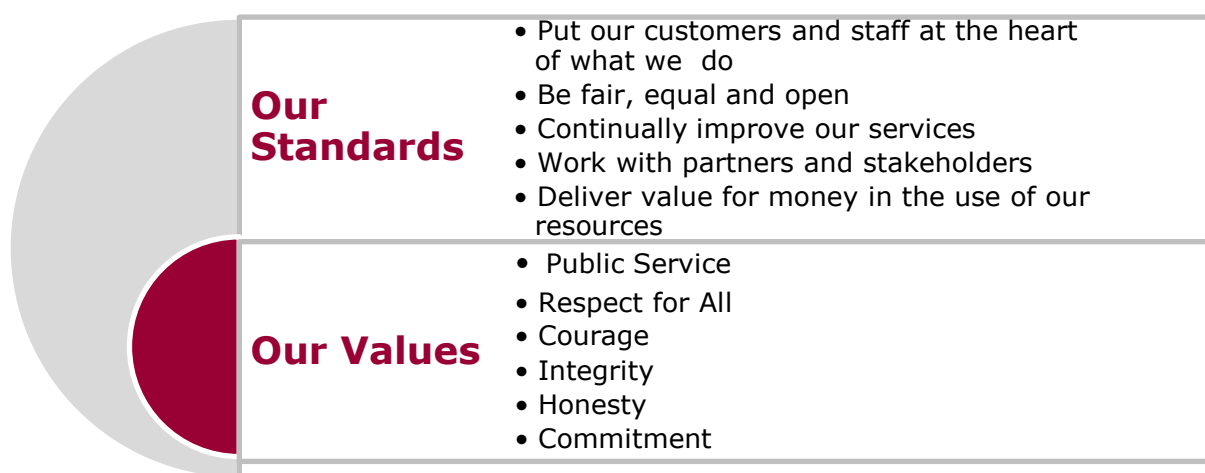 Our
Standards
• Put our customers and staff at the heart
of what we  do
• Be fair, equal and open
• Continually improve our services
• Work with partners and stakeholders
• Deliver value for money in the use of our
resources
Our Values
•  Public Service
• Respect for All
• Courage
• Integrity
• Honesty
• Commitment